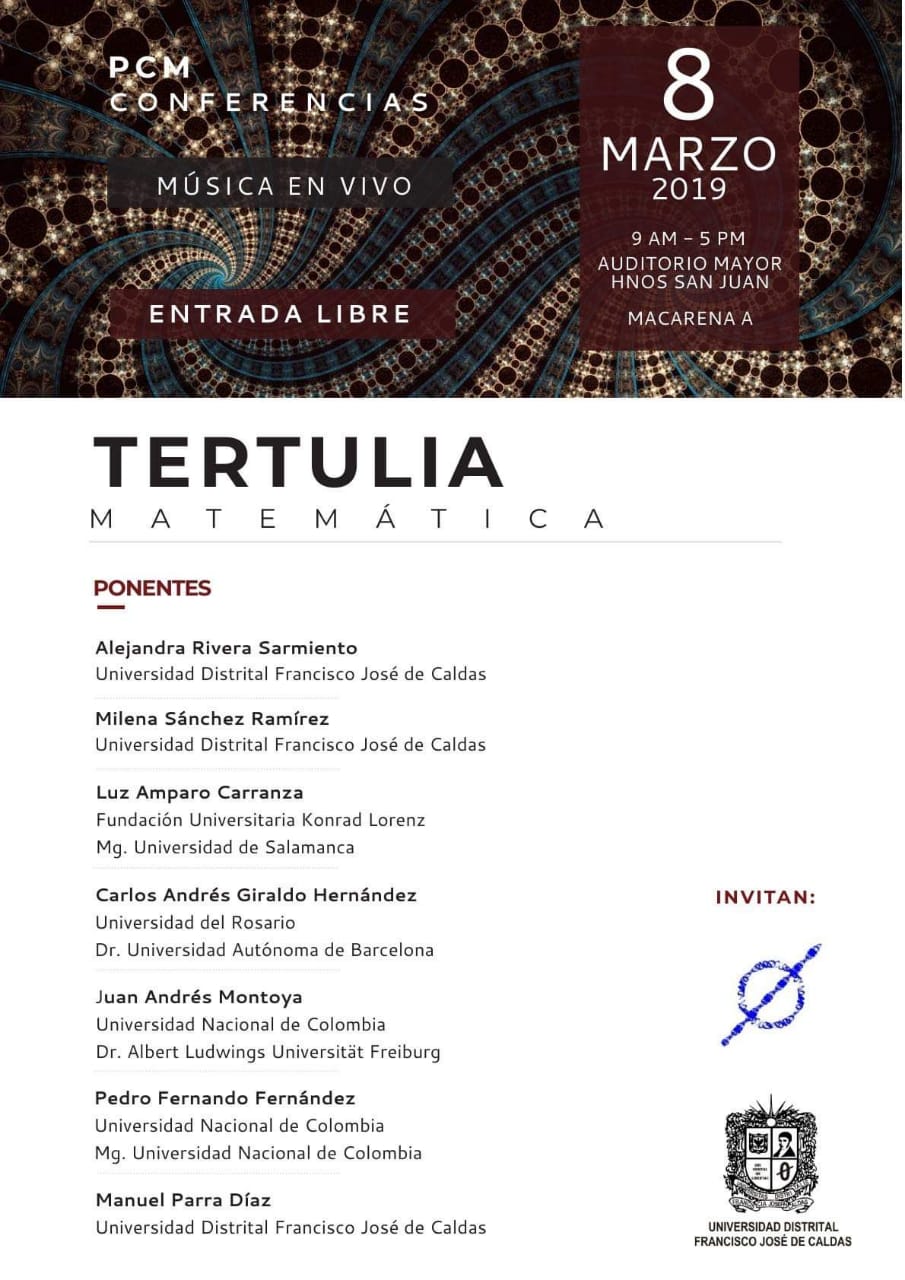 PCM
CONFERENCIAS
MÚSICA EN VIVO
ENTRADA LIBRE
8
MARZO
2019
9 AM – 5 PM
AUDITORIO MAYOR
HNOS SAN JUAN
MACARENA A
TERTULIA
MATEMÁTICA
PONENTES
Alejandra Rivera Sarmiento
Universidad Distrital Francisco José de Caldas
Milena Sánchez Ramírez
Universidad Distrital Francisco José de Caldas
Luz Amparo Carranza
Fundación Universitaria Konrad Lorenz
Mg. Universidad de Salamanca
Carlos Andrés Giraldo Hernández
Universidad del Rosario
Dr. Universidad Autónoma de Barcelona
Juan Andrés Montoya
Universidad Nacional de Colombia
Dr. Albert Ludwings Universität Freiburg
Pedro Fernando Fernández
Universidad Nacional de Colombia
Mg. Universidad Nacional de Colombia
Manuel Parra Díaz
Universidad Distrital Francisco José de Caldas
INVITAN:
UNIVERSIDAD DISTRITAL
FRANCISCO JOSÉ DE CALDAS